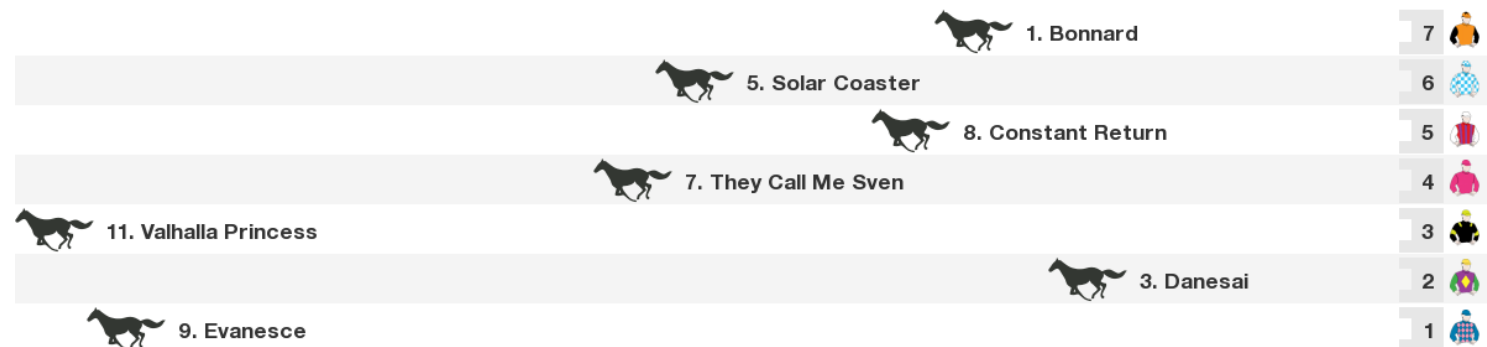 1. Bonnard 7
5. Solar Coaster 6
8. Constant Return 5
7. They Call Me Sven 4
11. Valhalla Princess 3
3. Danesai 2
9. Evanesce 1